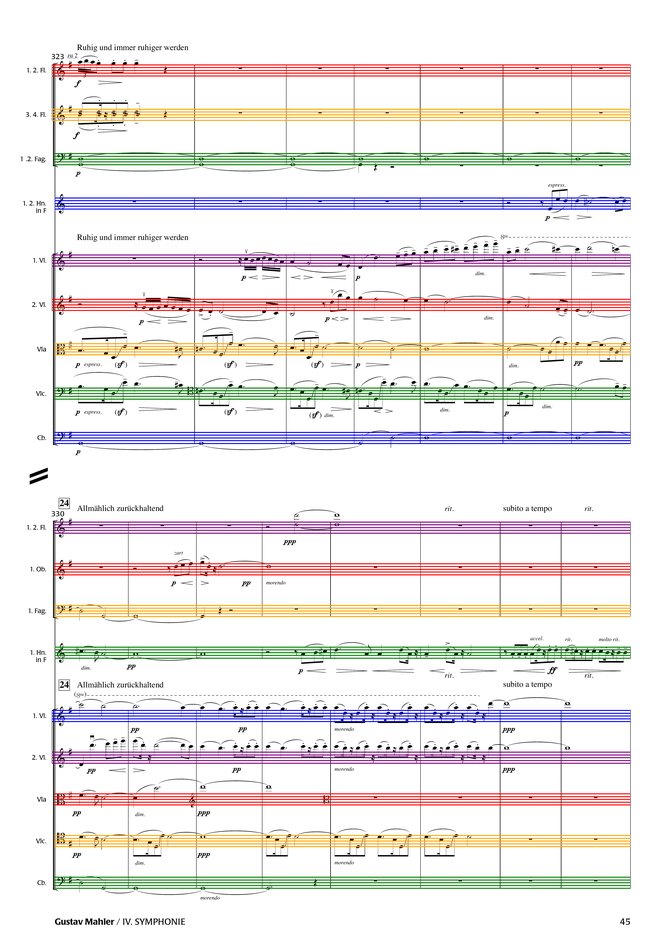 Ruhig und immer ruhiger werden
323 zu 2
1. 2. Fl.
f
3. 4. Fl.
f
1. 2. Fag.
p
espress.
1. 2. Hn.
in F
p
Ruhig und immer ruhiger werden
1. Vl.
p p dim.
2. Vl.
p p dim.
Vla
p espress. (sf) (sf) (sf) p dim. pp
Vlc.
p espress. (sf) (sf) (sf) dim. dim. p dim.
Cb.
p
24 Allmählich zurückhaltend rit. subito a tempo rit.
330
1. 2. Fl.
ppp
zart
1. Ob.
p pp morendo
1. Fag.
accel. rit. molto rit.
1. Hn.
in F
dim. pp p ff
24 Allmählich zurückhaltend rit. subito a tempo rit.
1. Vl.
pp pp morendo ppp
2. Vl.
pp pp morendo ppp
Vla
pp dim. ppp
Vlc.
pp dim. ppp morendo
Cb.
morendo
Gustav Mahler / IV. SYMPHONIE 45